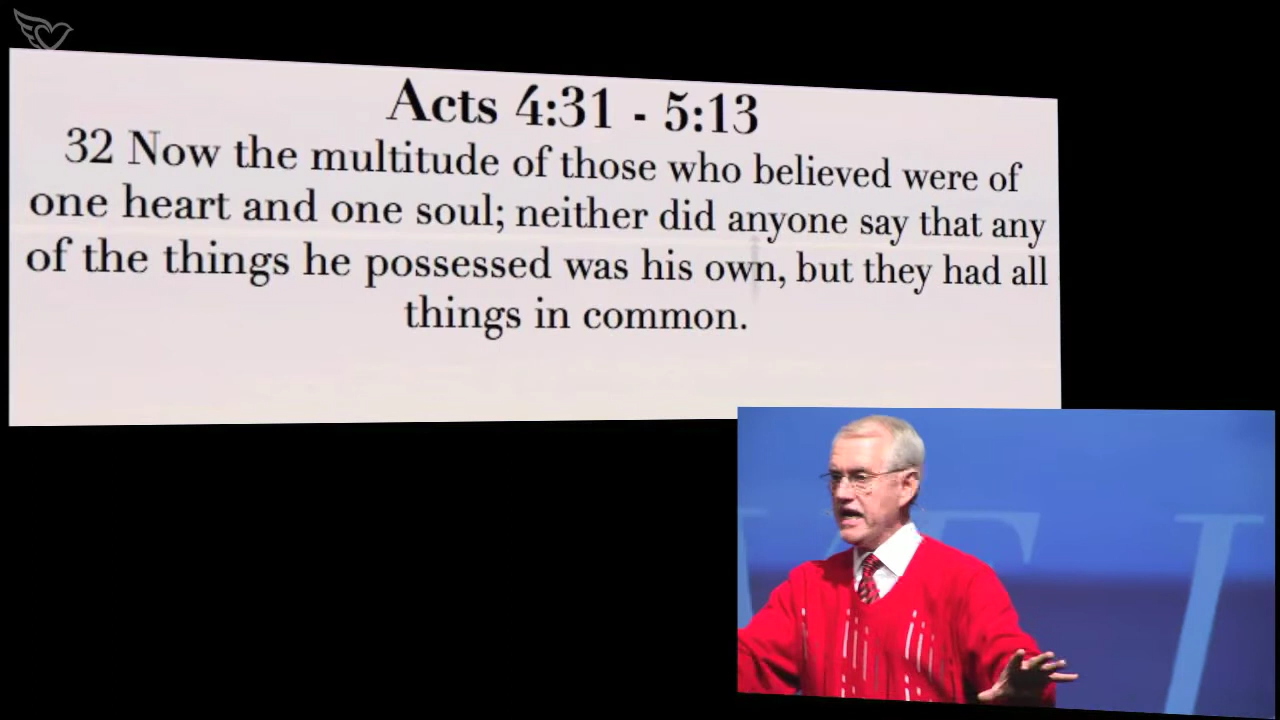 Acts 4:31 - 5:13
32 Now the multitude of those who believed were of
one heart and one soul; neither did anyone say that any
of the things he possessed was his own, but they had all
things in common.